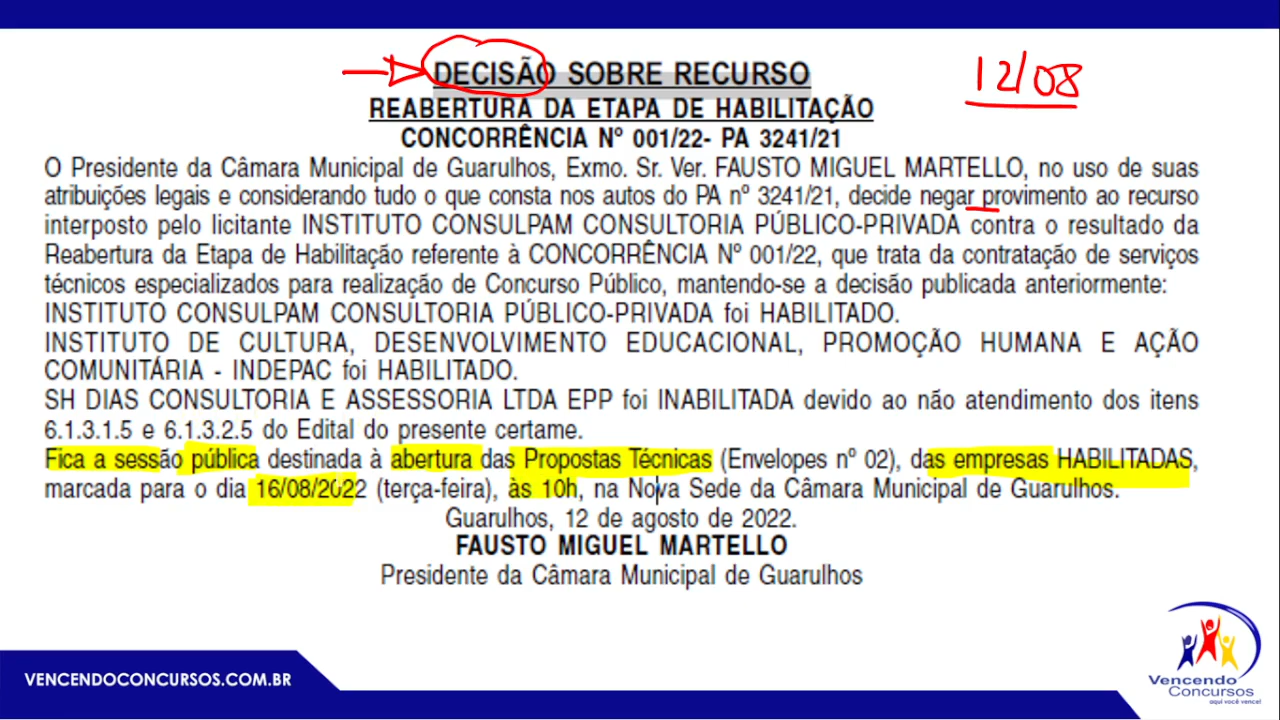 DECISÃO SOBRE RECURSO
12/08
REABERTURA DA ETAPA DE HABILITAÇÃO
CONCORRÊNCIA Nº 001/22- PA 3241/21
O Presidente da Câmara Municipal de Guarulhos, Exmo. Sr. Ver. FAUSTO MIGUEL MARTELLO, no uso de suas
atribuições legais e considerando tudo o que consta nos autos do PA nº 3241/21, decide negar provimento ao recurso
interposto pelo licitante INSTITUTO CONSULPAM CONSULTORIA PÚBLICO-PRIVADA contra o resultado da
Reabertura da Etapa de Habilitação referente à CONCORRÊNCIA Nº 001/22, que trata da contratação de serviços
técnicos especializados para realização de Concurso Público, mantendo-se a decisão publicada anteriormente:
INSTITUTO CONSULPAM CONSULTORIA PÚBLICO-PRIVADA foi HABILITADO.
INSTITUTO DE CULTURA, DESENVOLVIMENTO EDUCACIONAL, PROMOÇÃO HUMANA E AÇÃO
COMUNITÁRIA - INDEPAC foi HABILITADO.
SH DIAS CONSULTORIA E ASSESSORIA LTDA EPP foi INABILITADA devido ao não atendimento dos itens
6.1.3.1.5 e 6.1.3.2.5 do Edital do presente certame.
Fica a sessão pública destinada à abertura das Propostas Técnicas (Envelopes nº 02), das empresas HABILITADAS,
marcada para o dia 16/08/2022 (terça-feira), às 10h, na Nova Sede da Câmara Municipal de Guarulhos.
Guarulhos, 12 de agosto de 2022.
FAUSTO MIGUEL MARTELLO
Presidente da Câmara Municipal de Guarulhos
VENCENDOCONCURSOS.COM.BR
Vencendo
Concursos
aqui você vence!